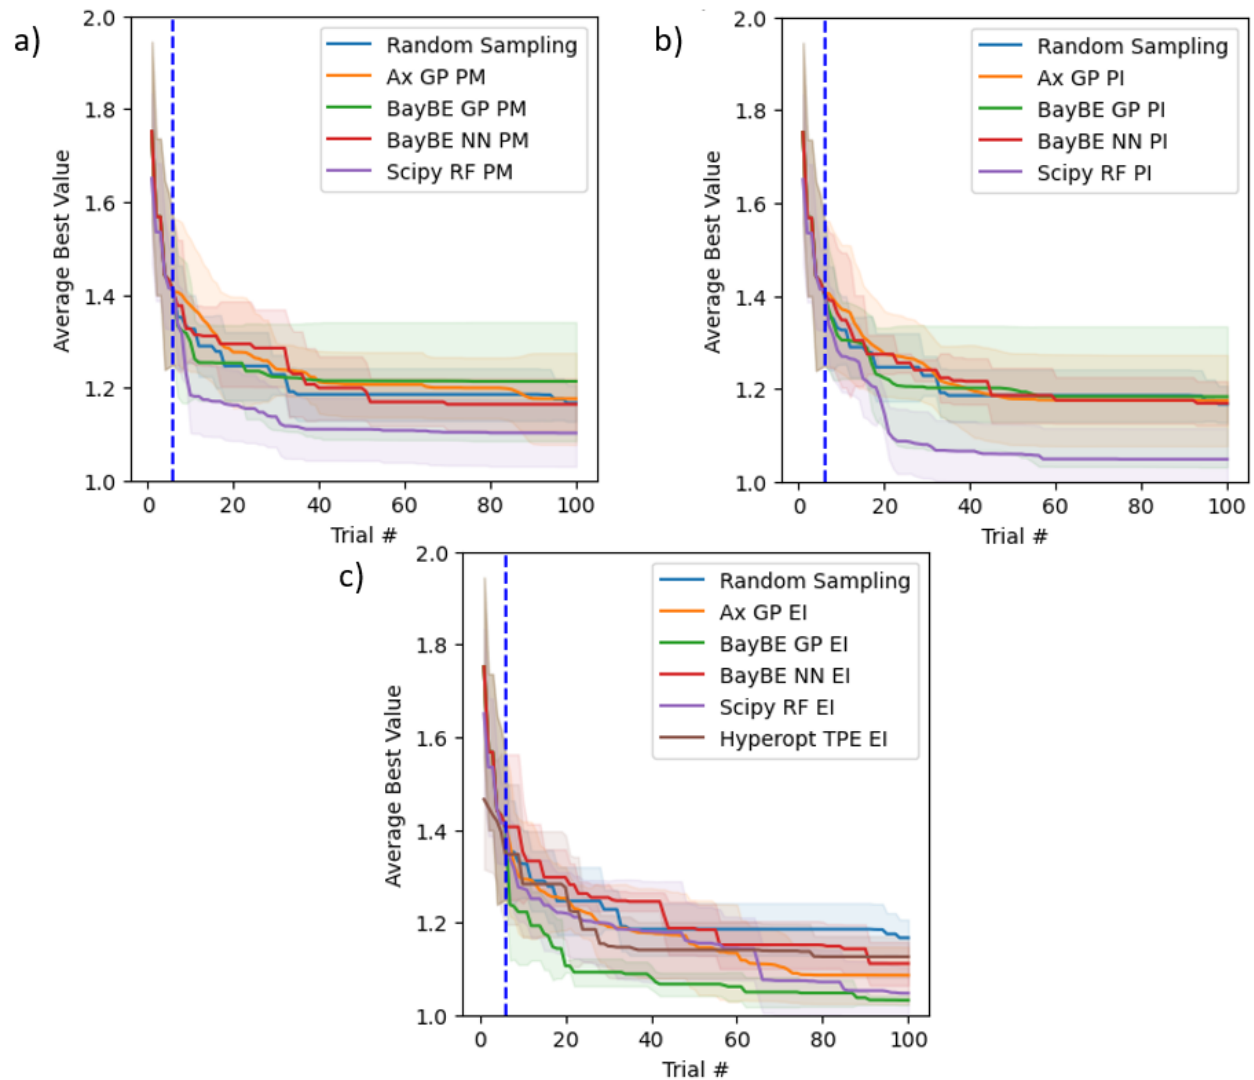 a)
2.0
1.8
1.6
1.4
1.2
1.0
Average Best Value
Random Sampling
Ax GP PM
BayBE GP PM
BayBE NN PM
Scipy RF PM
0 20 40 60 80 100
Trial #
b)
2.0
1.8
1.6
1.4
1.2
1.0
Average Best Value
Random Sampling
Ax GP PI
BayBE GP PI
BayBE NN PI
Scipy RF PI
0 20 40 60 80 100
Trial #
c)
2.0
1.8
1.6
1.4
1.2
1.0
Average Best Value
Random Sampling
Ax GP EI
BayBE GP EI
BayBE NN EI
Scipy RF EI
Hyperopt TPE EI
0 20 40 60 80 100
Trial #